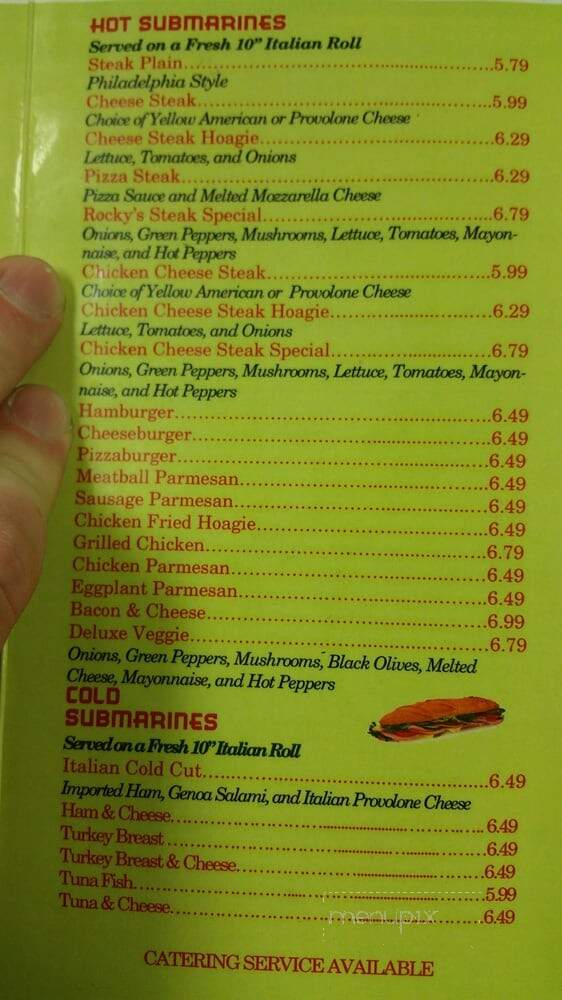 HOT SUBMARINES
Served on a Fresh 10" Italian Roll
Steak Plain.....5.79
Philadelphia Style
Cheese Steak.....5.99
Choice of Yellow American or Provolone Cheese
Cheese Steak Hoagie.....6.29
Lettuce, Tomatoes, and Onions
Pizza Steak.....6.29
Pizza Sauce and Melted Mozzarella Cheese
Rocky's Steak Special.....6.79
Onions, Green Peppers, Mushrooms, Lettuce, Tomatoes, Mayon-
naise, and Hot Peppers
Chicken Cheese Steak.....5.99
Choice of Yellow American or Provolone Cheese
Chicken Cheese Steak Hoagie.....6.29
Lettuce, Tomatoes, and Onions
Chicken Cheese Steak Special.....6.79
Onions, Green Peppers, Mushrooms, Lettuce, Tomatoes, Mayon-
naise, and Hot Peppers
Hamburger.....6.49
Cheeseburger.....6.49
Pizzaburger.....6.49
Meatball Parmesan.....6.49
Sausage Parmesan.....6.49
Chicken Fried Hoagie.....6.49
Grilled Chicken.....6.79
Chicken Parmesan.....6.49
Eggplant Parmesan.....6.49
Bacon & Cheese.....6.99
Deluxe Veggie.....6.79
Onions, Green Peppers, Mushrooms, Black Olives, Melted
Cheese, Mayonnaise, and Hot Peppers
COLD
SUBMARINES
Served on a Fresh 10" Italian Roll
Italian Cold Cut.....6.49
Imported Ham, Genoa Salami, and Italian Provolone Cheese
Ham & Cheese.....6.49
Turkey Breast.....6.49
Turkey Breast & Cheese.....6.49
Tuna Fish.....5.99
Tuna & Cheese.....6.49
menupix
CATERING SERVICE AVAILABLE